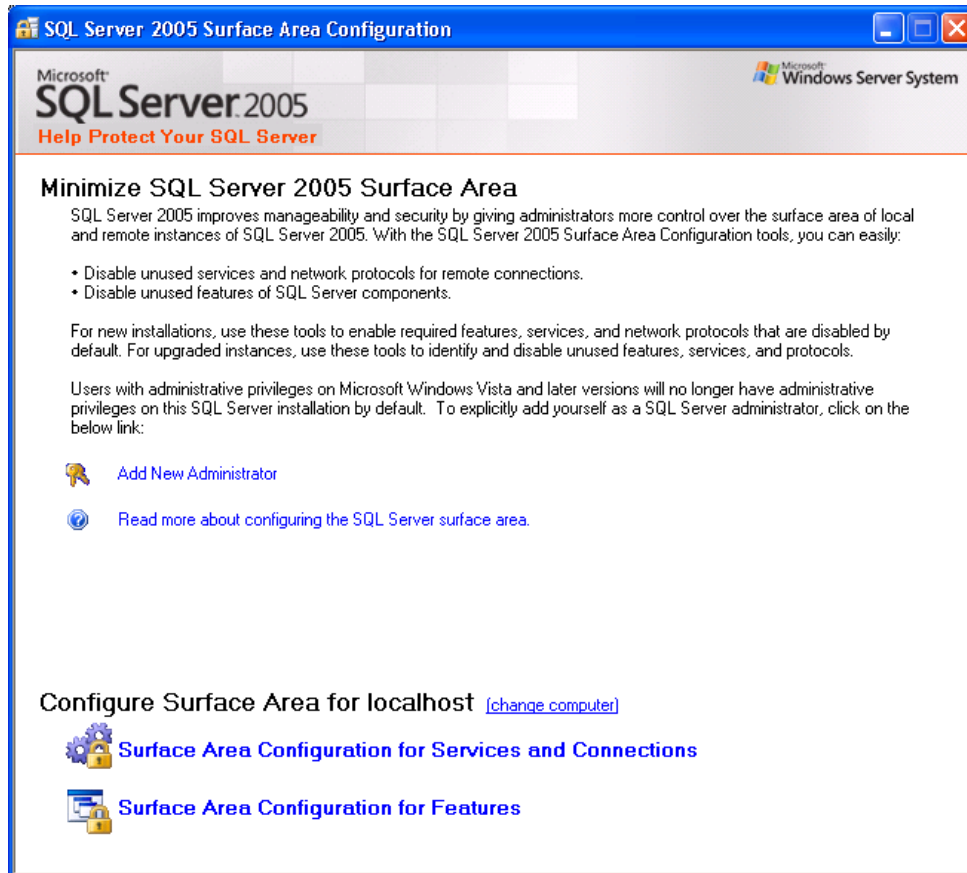 SQL Server 2005 Surface Area Configuration
Microsoft
SQL Server 2005
Help Protect Your SQL Server
Microsoft
Windows Server System
Minimize SQL Server 2005 Surface Area
SQL Server 2005 improves manageability and security by giving administrators more control over the surface area of local
and remote instances of SQL Server 2005. With the SQL Server 2005 Surface Area Configuration tools, you can easily:
• Disable unused services and network protocols for remote connections.
• Disable unused features of SQL Server components.
For new installations, use these tools to enable required features, services, and network protocols that are disabled by
default. For upgraded instances, use these tools to identify and disable unused features, services, and protocols.
Users with administrative privileges on Microsoft Windows Vista and later versions will no longer have administrative
privileges on this SQL Server installation by default.  To explicitly add yourself as a SQL Server administrator, click on the
below link:
Add New Administrator
Read more about configuring the SQL Server surface area.
Configure Surface Area for localhost (change computer)
Surface Area Configuration for Services and Connections
Surface Area Configuration for Features